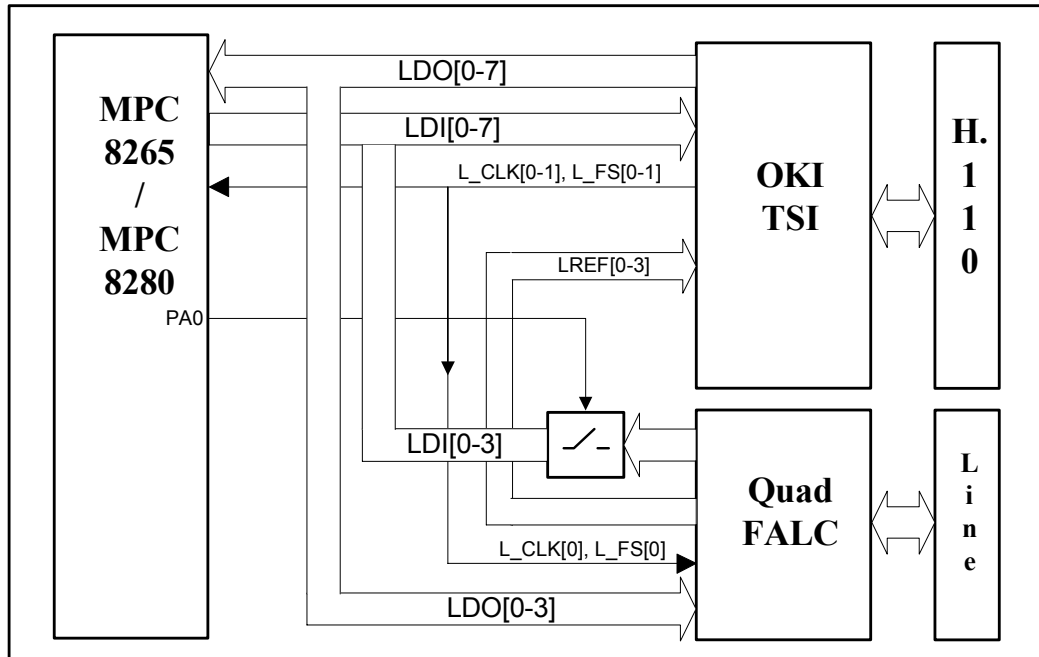 MPC
8265
/
MPC
8280
PA0
LDO[0-7]
LDI[0-7]
L_CLK[0-1], L_FS[0-1]
LREF[0-3]
LDI[0-3]
L_CLK[0], L_FS[0]
LDO[0-3]
OKI
TSI
Quad
FALC
H.
1
1
0
L
i
n
e